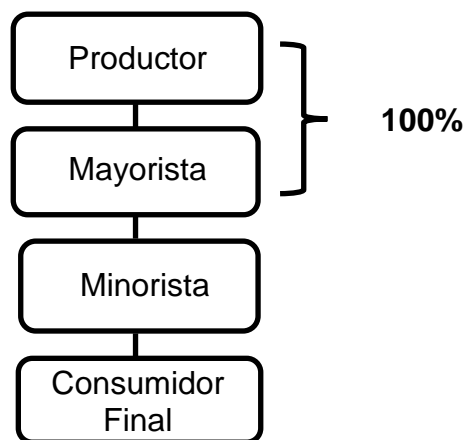 Productor
100%
Mayorista
Minorista
Consumidor
Final